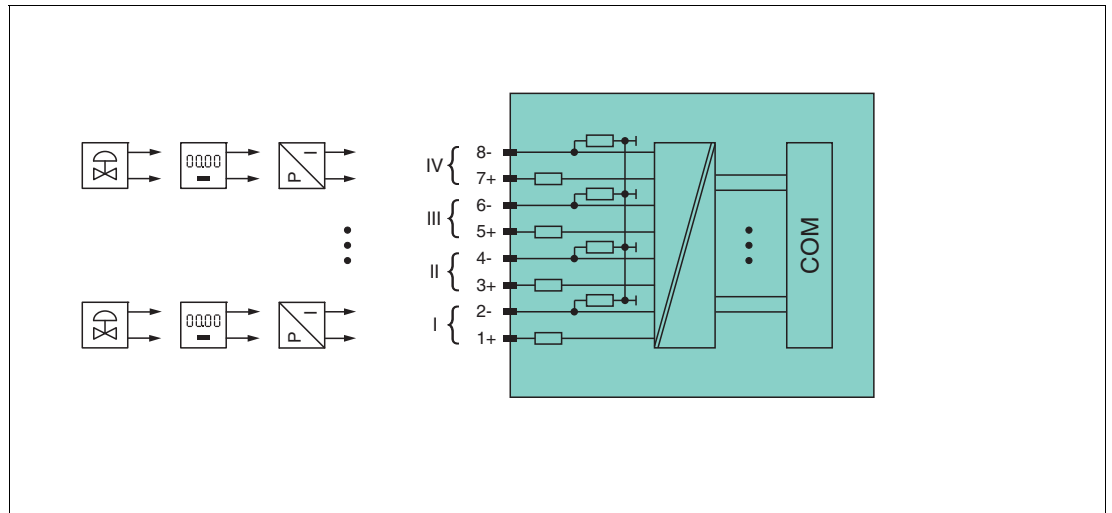 00.00
P I
IV
8-
7+
III
6-
5+
II
4-
3+
I
2-
1+
00.00
P I
COM